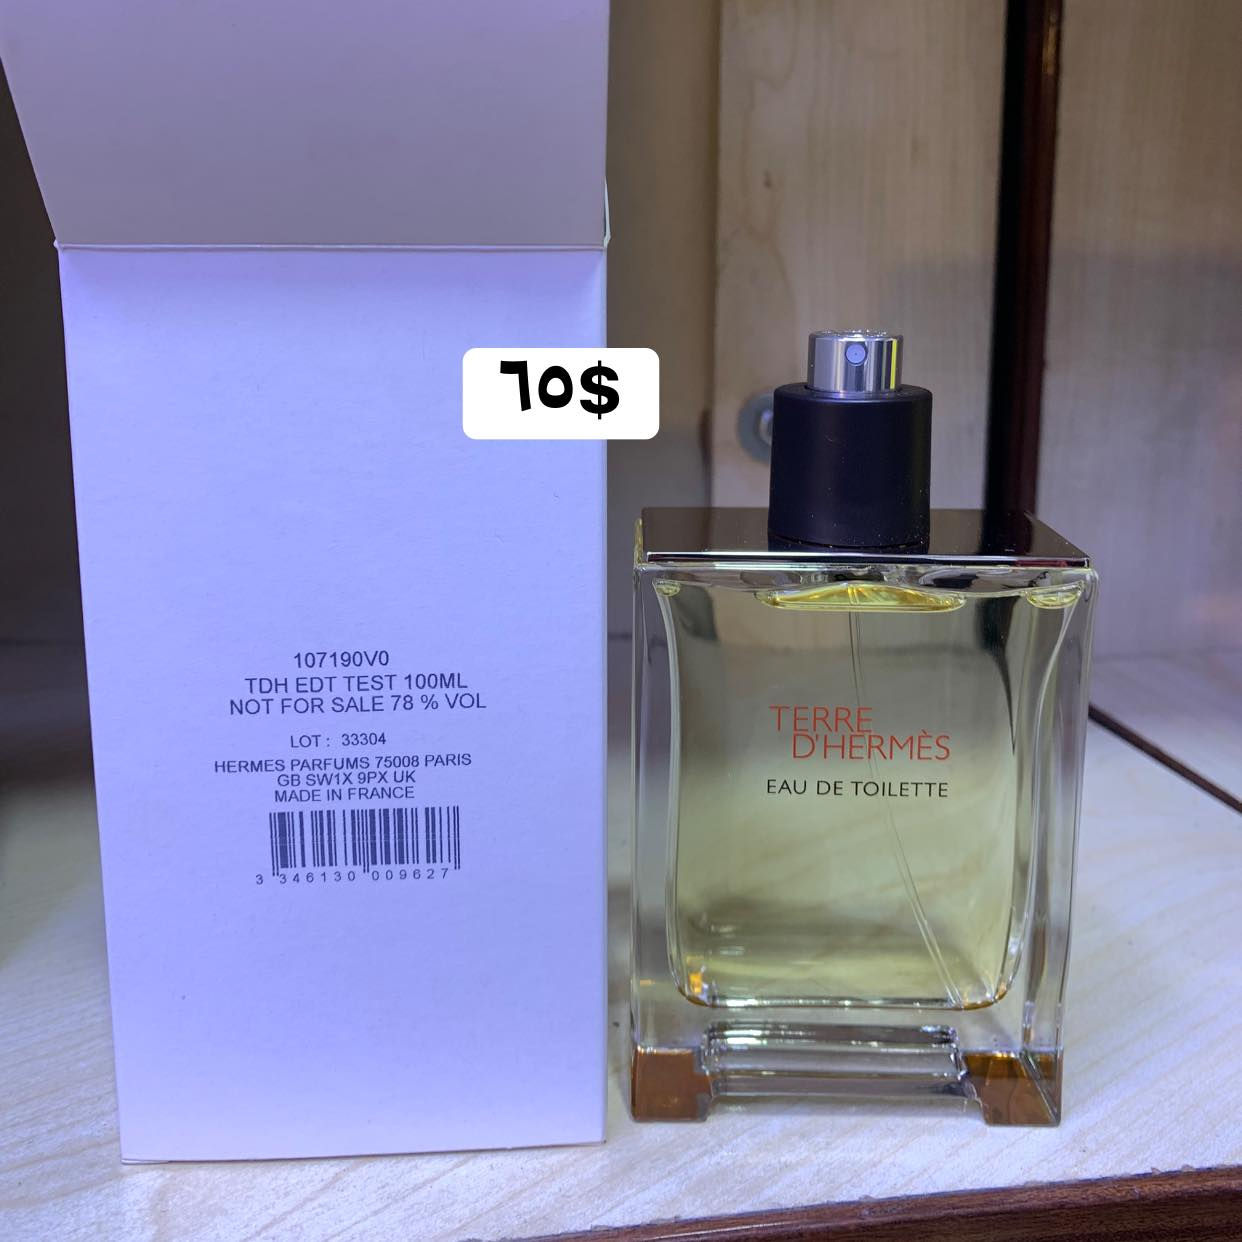 ٦٥$
107190V0
TDH EDT TEST 100ML
NOT FOR SALE 78 % VOL
LOT : 33304
HERMES PARFUMS 75008 PARIS
GB SW1X 9PX UK
MADE IN FRANCE
3 346130 009627
TERRE
D'HERMÈS
EAU DE TOILETTE